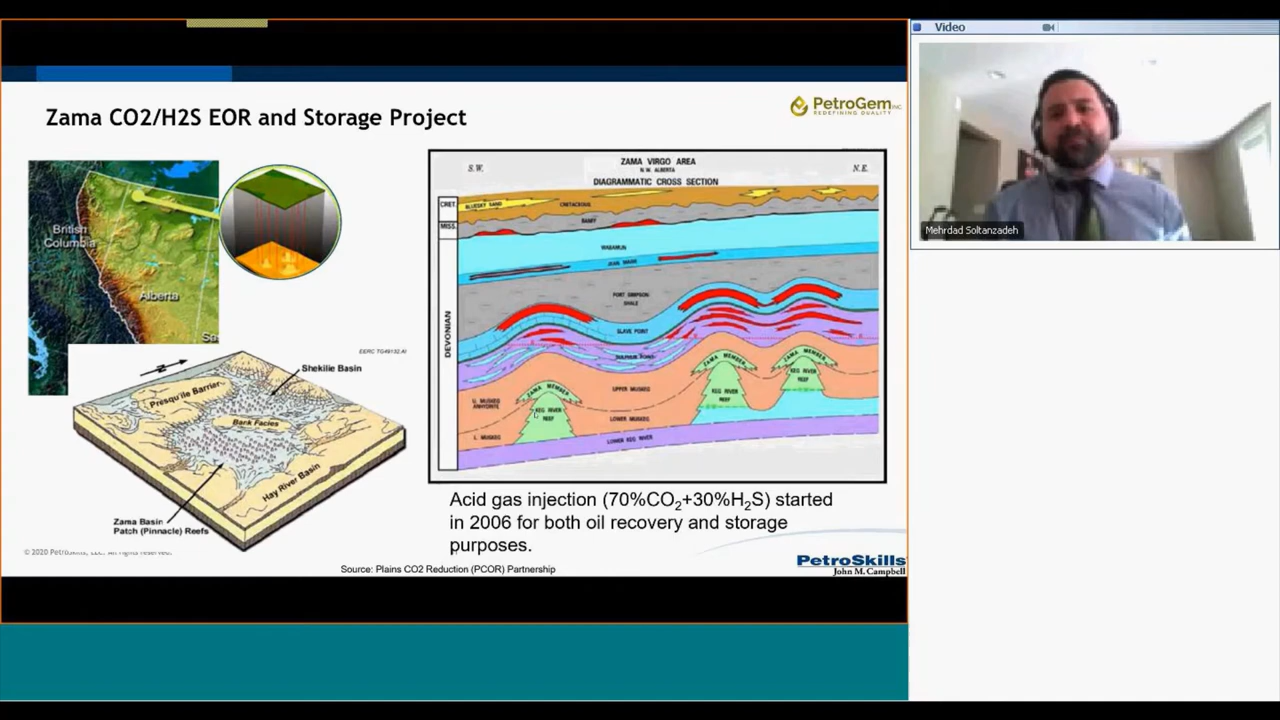 Video
Mehrdad Soltanzadeh
Zama CO2/H2S EOR and Storage Project
PetroGem INC
REDEFINING QUALITY
British
Columbia
Alberta
Sa
EERC TG49132.AI
N
Shekilie Basin
Presqu'ile Barrier
Bank Facies
Hay River Basin
Zama Basin
Patch (Pinnacle) Reefs
S.W.
ZAMA VIRGO AREA
N.W. ALBERTA
DIAGRAMMATIC CROSS SECTION
N.E.
CRET.
BLUESKY SAND
CRETACEOUS
MISS.
BANFF
WABAMUN
JEAN MARIE
FORT SIMPSON
SHALE
DEVONIAN
SLAVE POINT
SULPHUR POINT
ZAMA MEMBER
ZAMA MEMBER
ZAMA MEMBER
KEG RIVER
REEF
KEG RIVER
REEF
KEG RIVER
REEF
UPPER MUSKEG
U. MUSKEG
ANHYDRITE
LOWER MUSKEG
L. MUSKEG
LOWER KEG RIVER
Acid gas injection (70%CO2+30%H2S) started
in 2006 for both oil recovery and storage
purposes.
© 2020 PetroSkills, LLC. All rights reserved.
Source: Plains CO2 Reduction (PCOR) Partnership
PetroSkills
John M. Campbell